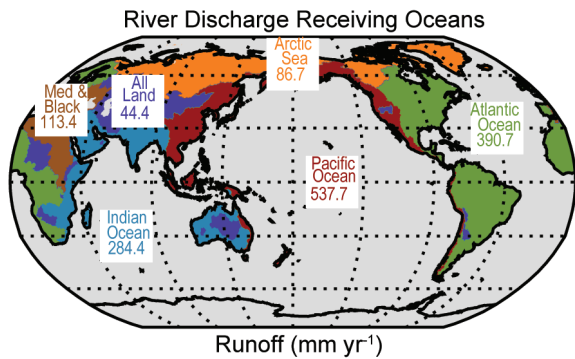 River Discharge Receiving Oceans
Arctic
Sea
86.7
Med &
Black
113.4
All
Land
44.4
Atlantic
Ocean
390.7
Pacific
Ocean
537.7
Indian
Ocean
284.4
Runoff (mm yr⁻¹)